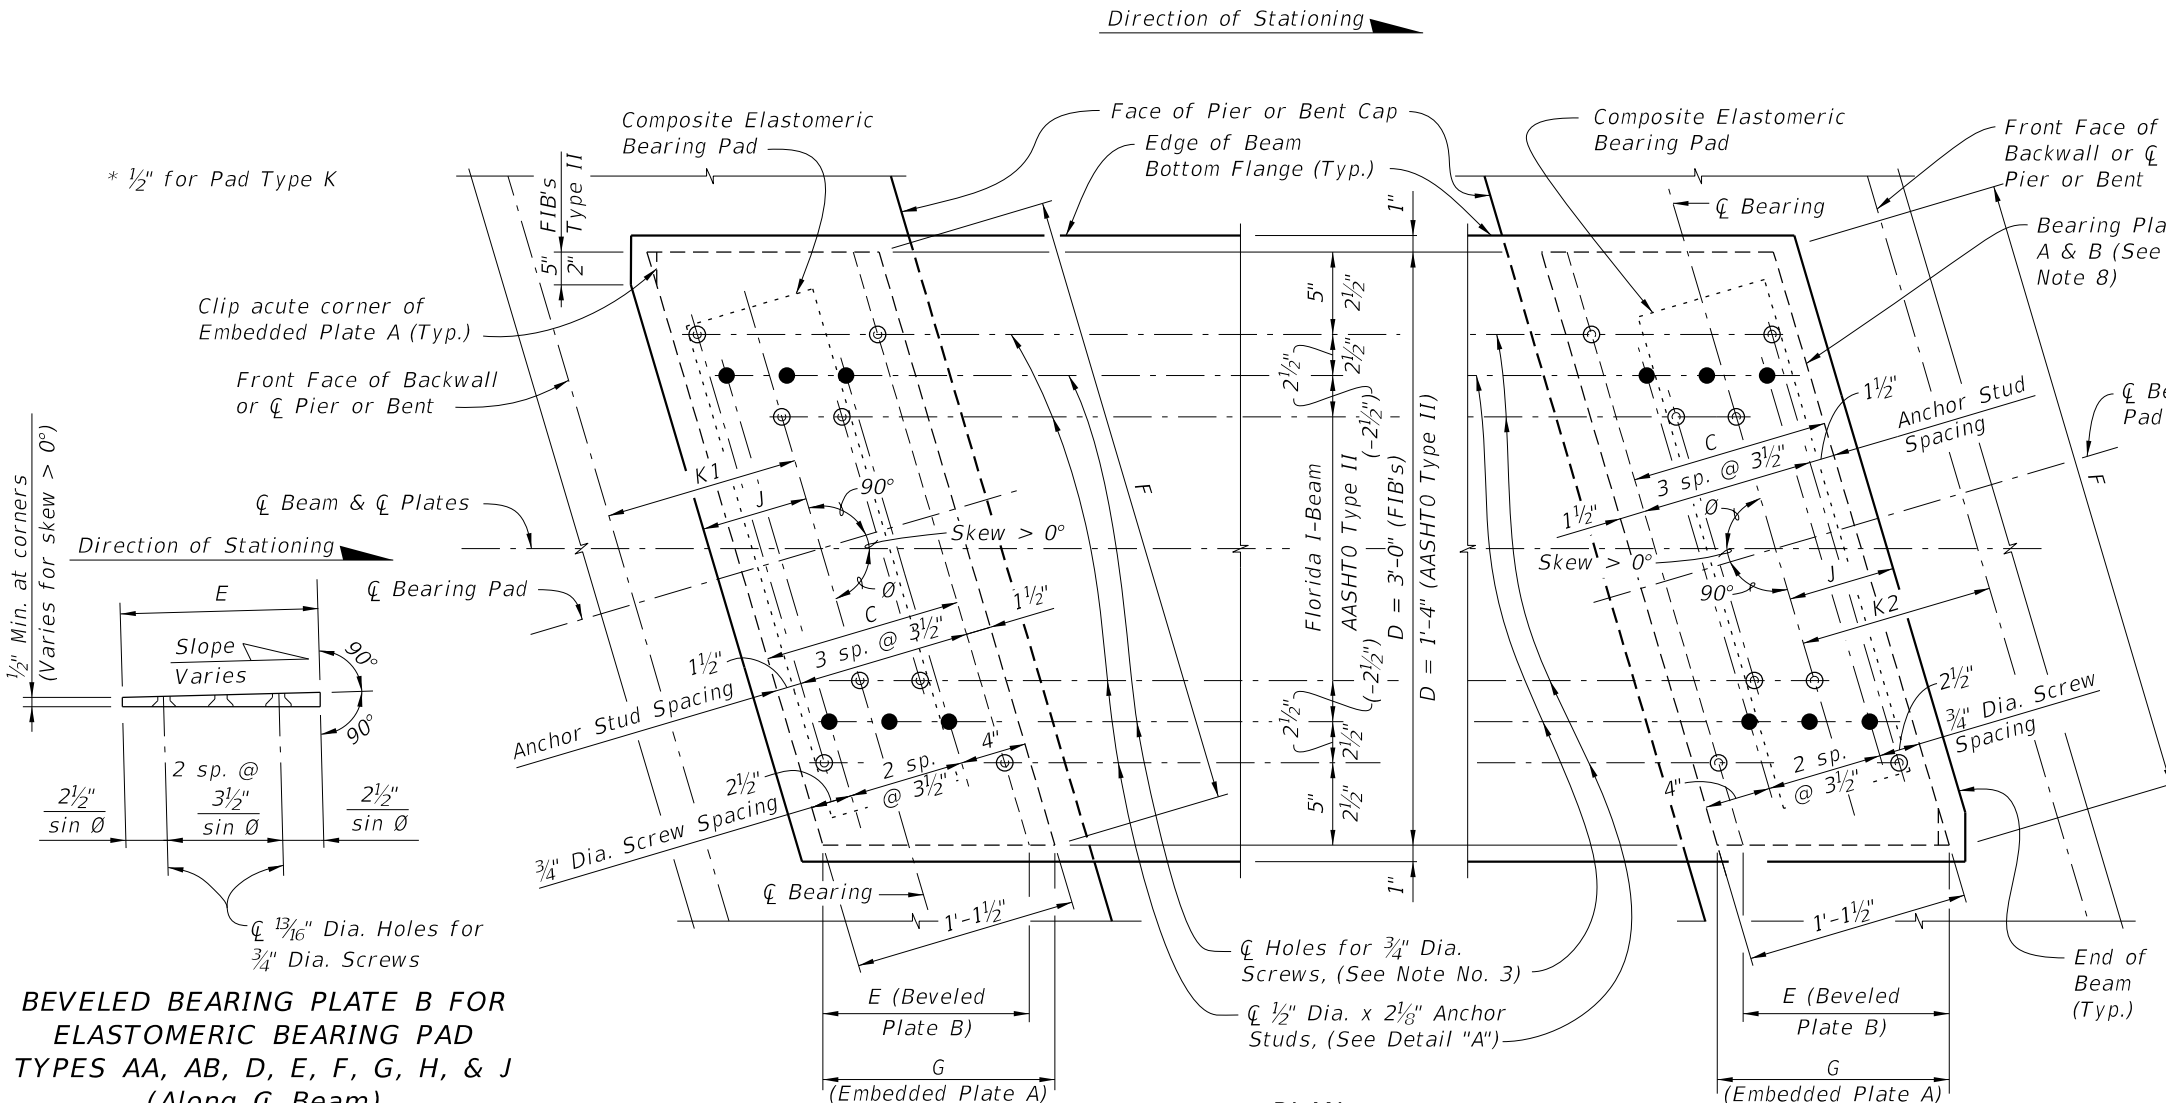 Direction of Stationing
* ½" for Pad Type K
FIB's
Type II
5"
2"
Composite Elastomeric
Bearing Pad
Face of Pier or Bent Cap
Edge of Beam
Bottom Flange (Typ.)
1"
Composite Elastomeric
Bearing Pad
Front Face of
Backwall or ℄
Pier or Bent
℄ Bearing
A & B (See
Note 8)
Clip acute corner of
Embedded Plate A (Typ.)
Front Face of Backwall
or ℄ Pier or Bent
℄ Beam & ℄ Plates
Direction of Stationing
℄ Bearing Pad
½" Min. at corners
(Varies for skew > 0°)
E
Slope
Varies
90°
90°
2 sp. @
3½"
sin Ø
2½"
sin Ø
2½"
sin Ø
℄ 13/16" Dia. Holes for
¾" Dia. Screws
BEVELED BEARING PLATE B FOR
ELASTOMERIC BEARING PAD
TYPES AA, AB, D, E, F, G, H, & J
(Along ℄ Beam)
K1
J
90°
Skew > 0°
Ø
F
C
3 sp. @ 3½"
1½"
1½"
Anchor Stud Spacing
2½"
2 sp.
@ 3½"
4"
¾" Dia. Screw Spacing
℄ Bearing
1'-1½"
E (Beveled
Plate B)
G
(Embedded Plate A)
5"
2½"
2½"
2½"
Florida I-Beam
AASHTO Type II
(-2½")
(-2½")
D = 3'-0" (FIB's)
D = 1'-4" (AASHTO Type II)
2½"
2½"
5"
2½"
1"
℄ Holes for ¾" Dia.
Screws, (See Note No. 3)
℄ ½" Dia. x 2⅛" Anchor
Studs, (See Detail "A")
C
3 sp. @ 3½"
1½"
1½"
Anchor Stud
Spacing
Pad
F
Ø
Skew > 0°
90°
J
K2
2½"
¾" Dia. Screw
Spacing
4"
2 sp.
@ 3½"
1'-1½"
E (Beveled
Plate B)
G
(Embedded Plate A)
End of
Beam
(Typ.)